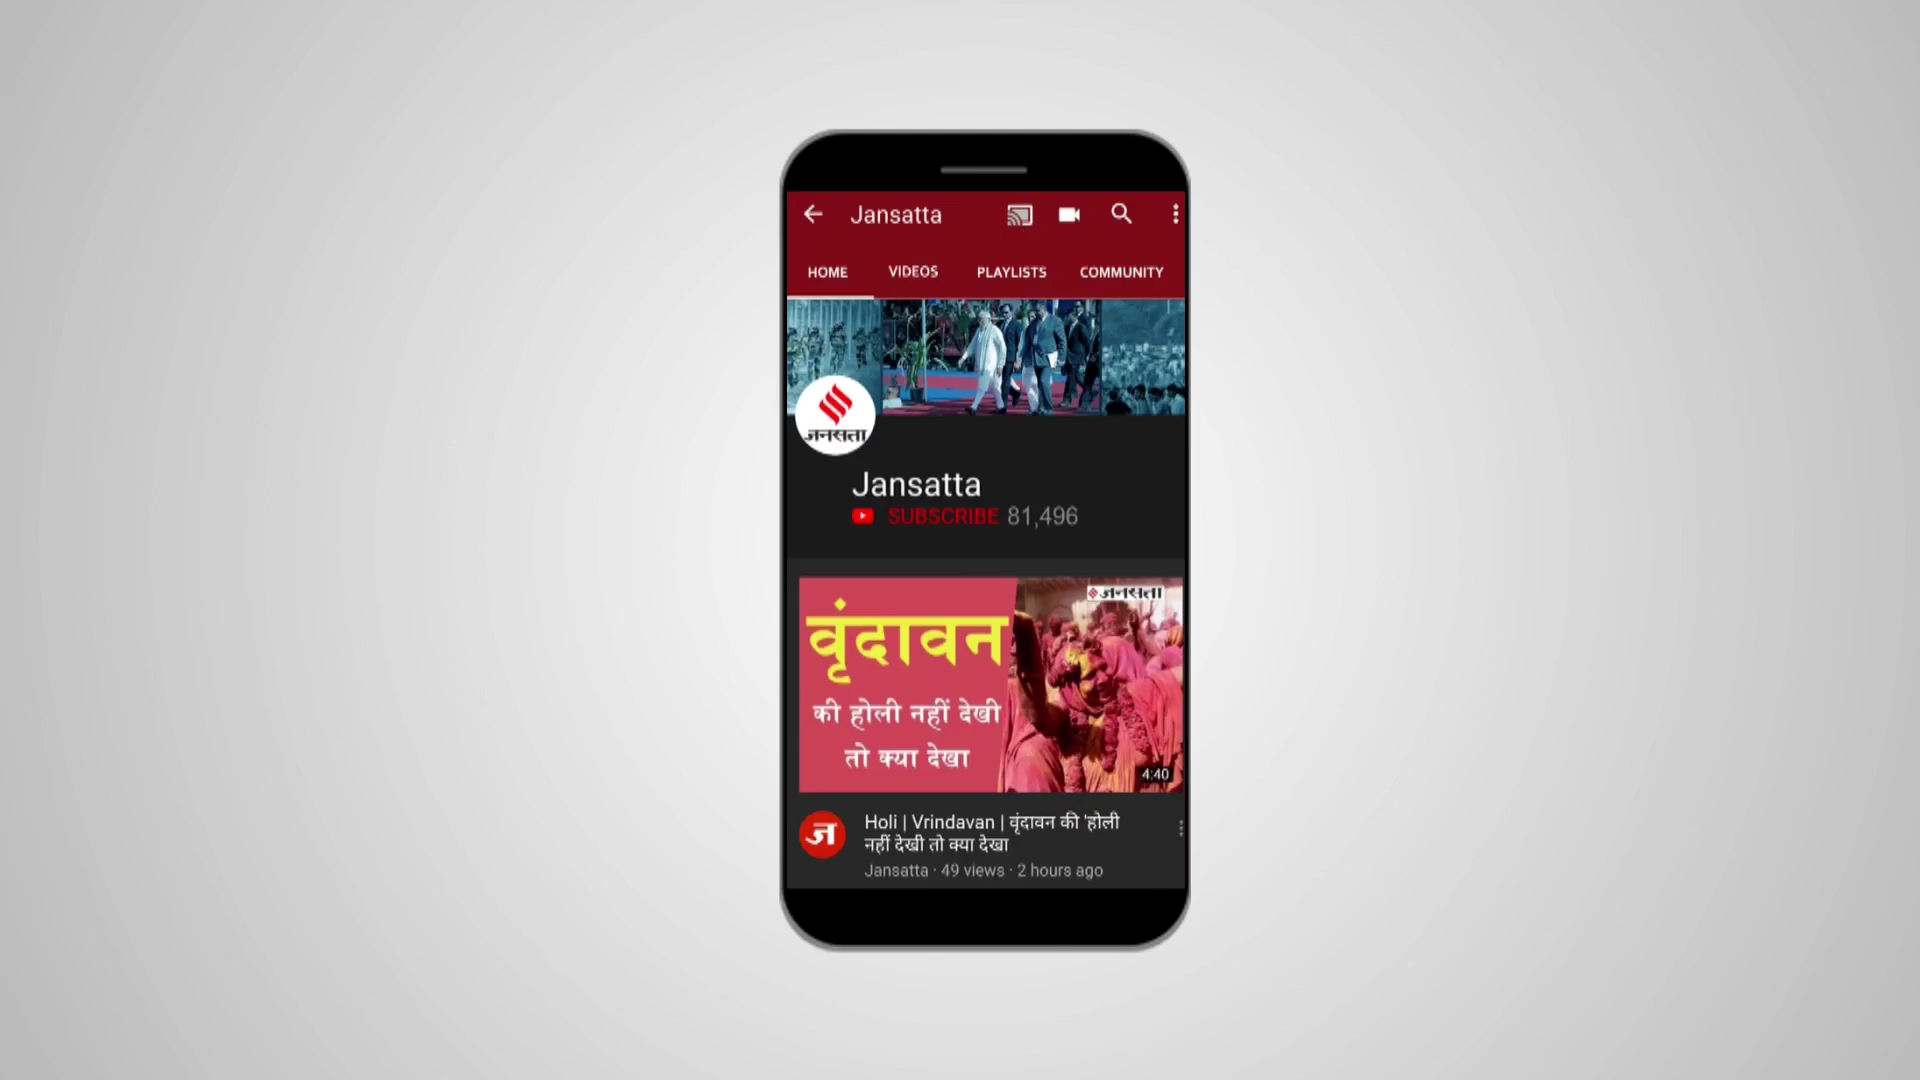 Jansatta
HOME VIDEOS PLAYLISTS COMMUNITY
जनसत्ता
Jansatta
SUBSCRIBE 81,496
जनसत्ता
वृंदावन
की होली नहीं देखी
तो क्या देखा
4:40
ज
Holi | Vrindavan | वृंदावन की 'होली
नहीं देखी तो क्या देखा
Jansatta · 49 views · 2 hours ago